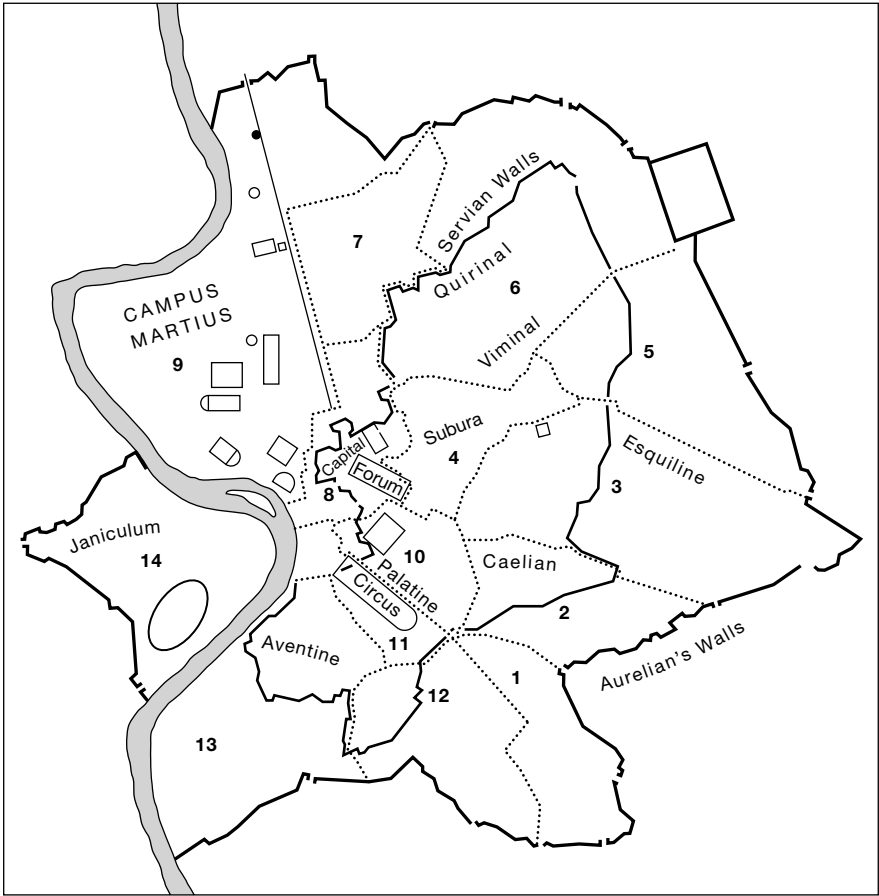 Servian Walls
7
Quirinal
6
CAMPUS
MARTIUS
Viminal
5
9
Subura
Esquiline
Capital
4
Forum
3
8
Janiculum
10
Caelian
14
Palatine
Circus
2
Aventine
11
1
Aurelian's Walls
12
13